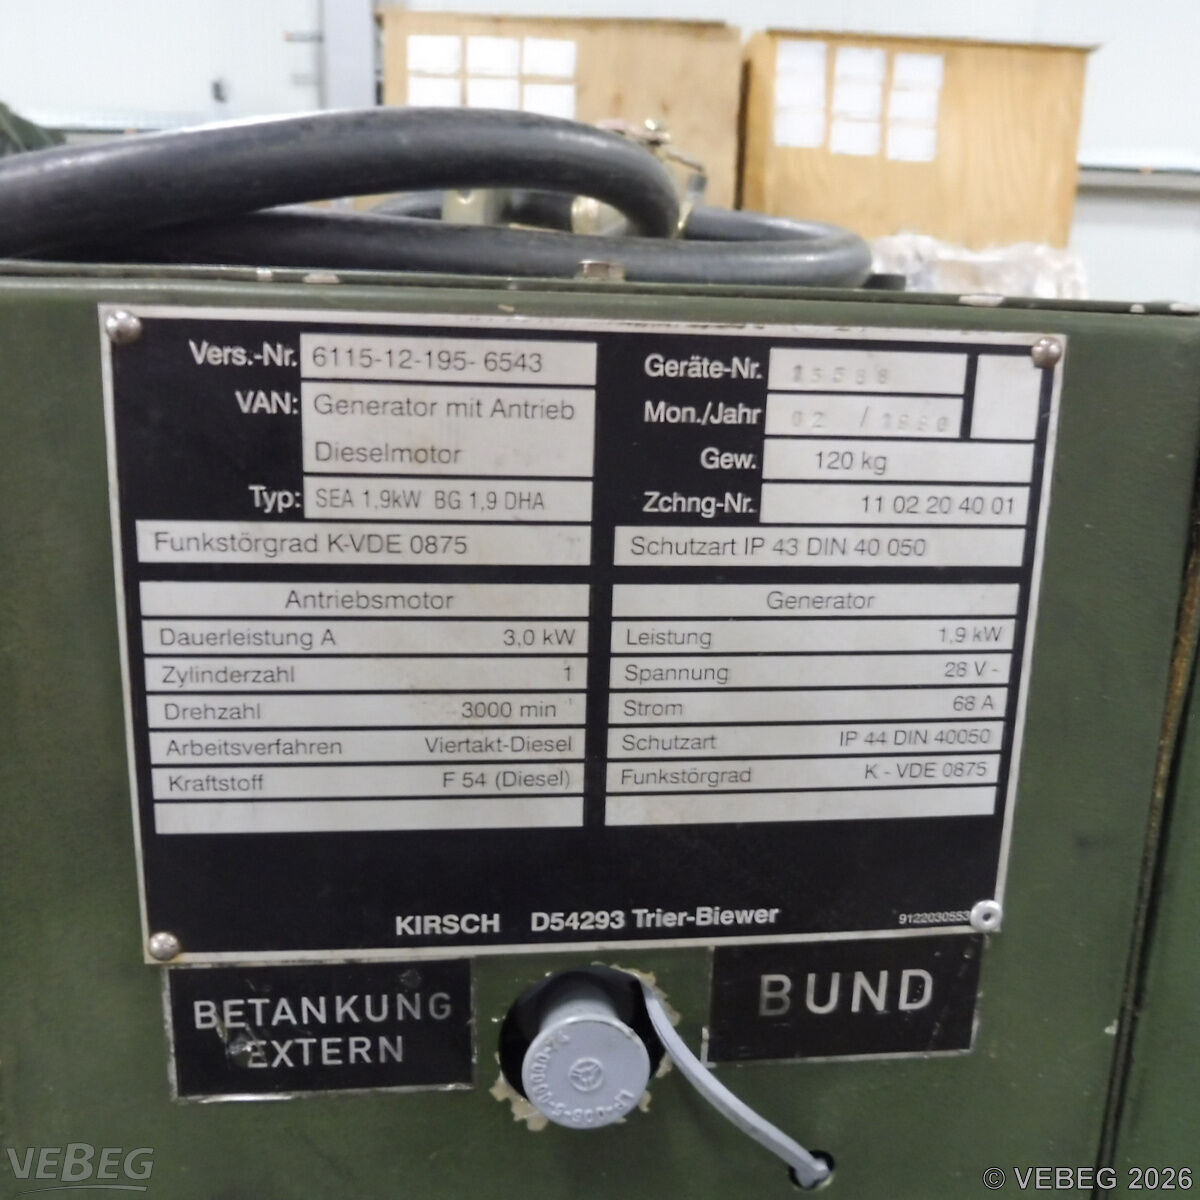 Vers.-Nr. 6115-12-195- 6543
VAN: Generator mit Antrieb
Dieselmotor
Typ: SEA 1,9kW BG 1,9 DHA
Funkstörgrad K-VDE 0875
Geräte-Nr.
Mon./Jahr
Gew. 120 kg
Zchng-Nr. 11 02 20 40 01
Schutzart IP 43 DIN 40 050
Antriebsmotor
Dauerleistung A 3,0 kW
Zylinderzahl 1
Drehzahl 3000 min
Arbeitsverfahren Viertakt-Diesel
Kraftstoff F 54 (Diesel)
Generator
Leistung 1,9 kW
Spannung 28 V -
Strom 68 A
Schutzart IP 44 DIN 40050
Funkstörgrad K - VDE 0875
KIRSCH D54293 Trier-Biewer
9122030553
BETANKUNG
EXTERN
BUND
VEBEG
© VEBEG 2026